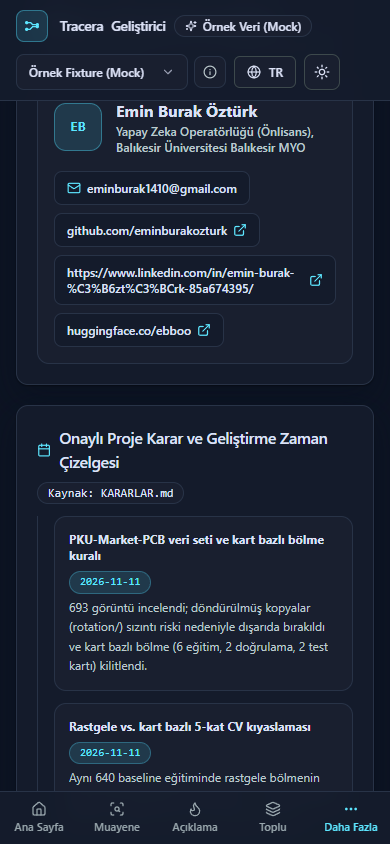 Tracera Geliştirici
Örnek Veri (Mock)
Örnek Fixture (Mock)
TR
EB
Emin Burak Öztürk
Yapay Zeka Operatörlüğü (Önlisans),
Balıkesir Üniversitesi Balıkesir MYO
eminburak1410@gmail.com
github.com/eminburakozturk
https://www.linkedin.com/in/emin-burak-
%C3%B6zt%C3%BCrk-85a674395/
huggingface.co/ebboo
Onaylı Proje Karar ve Geliştirme Zaman
Çizelgesi
Kaynak: KARARLAR.md
PKU-Market-PCB veri seti ve kart bazlı bölme
kuralı
2026-11-11
693 görüntü incelendi; döndürülmüş kopyalar
(rotation/) sızıntı riski nedeniyle dışarıda bırakıldı
ve kart bazlı bölme (6 eğitim, 2 doğrulama, 2 test
kartı) kilitlendi.
Rastgele vs. kart bazlı 5-kat CV kıyaslaması
2026-11-11
Aynı 640 baseline eğitiminde rastgele bölmenin
Ana Sayfa
Muayene
Açıklama
Toplu
Daha Fazla